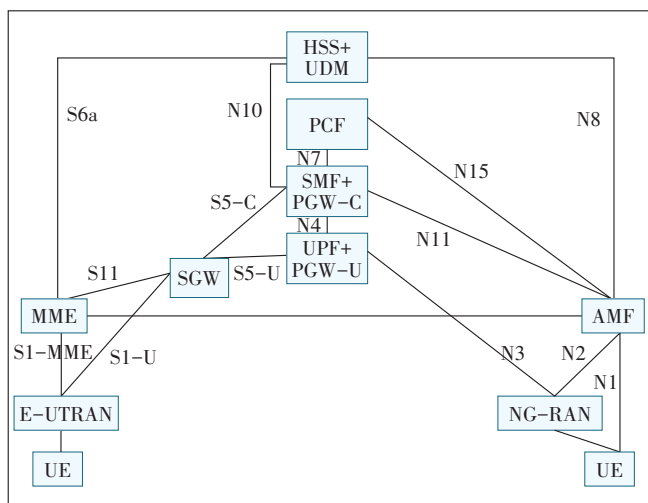 HSS+
UDM
S6a
N10
N8
PCF
N7
N15
SMF+
PGW-C
S5-C
N4
N11
UPF+
PGW-U
S11
SGW
S5-U
MME
AMF
S1-MME
S1-U
N3
N2
N1
E-UTRAN
NG-RAN
UE
UE